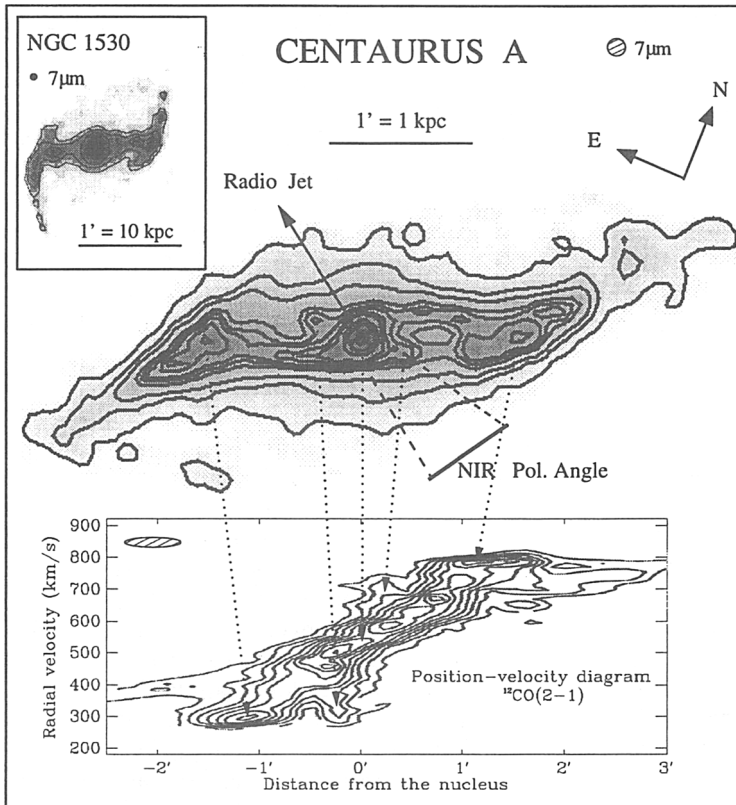 NGC 1530
7μm
1' = 10 kpc
CENTAURUS A
7μm
1' = 1 kpc
N
E
Radio Jet
NIR Pol. Angle
Radial velocity (km/s)
900
800
700
600
500
400
300
200
Position-velocity diagram
¹²CO(2-1)
-2' -1' 0' 1' 2' 3'
Distance from the nucleus